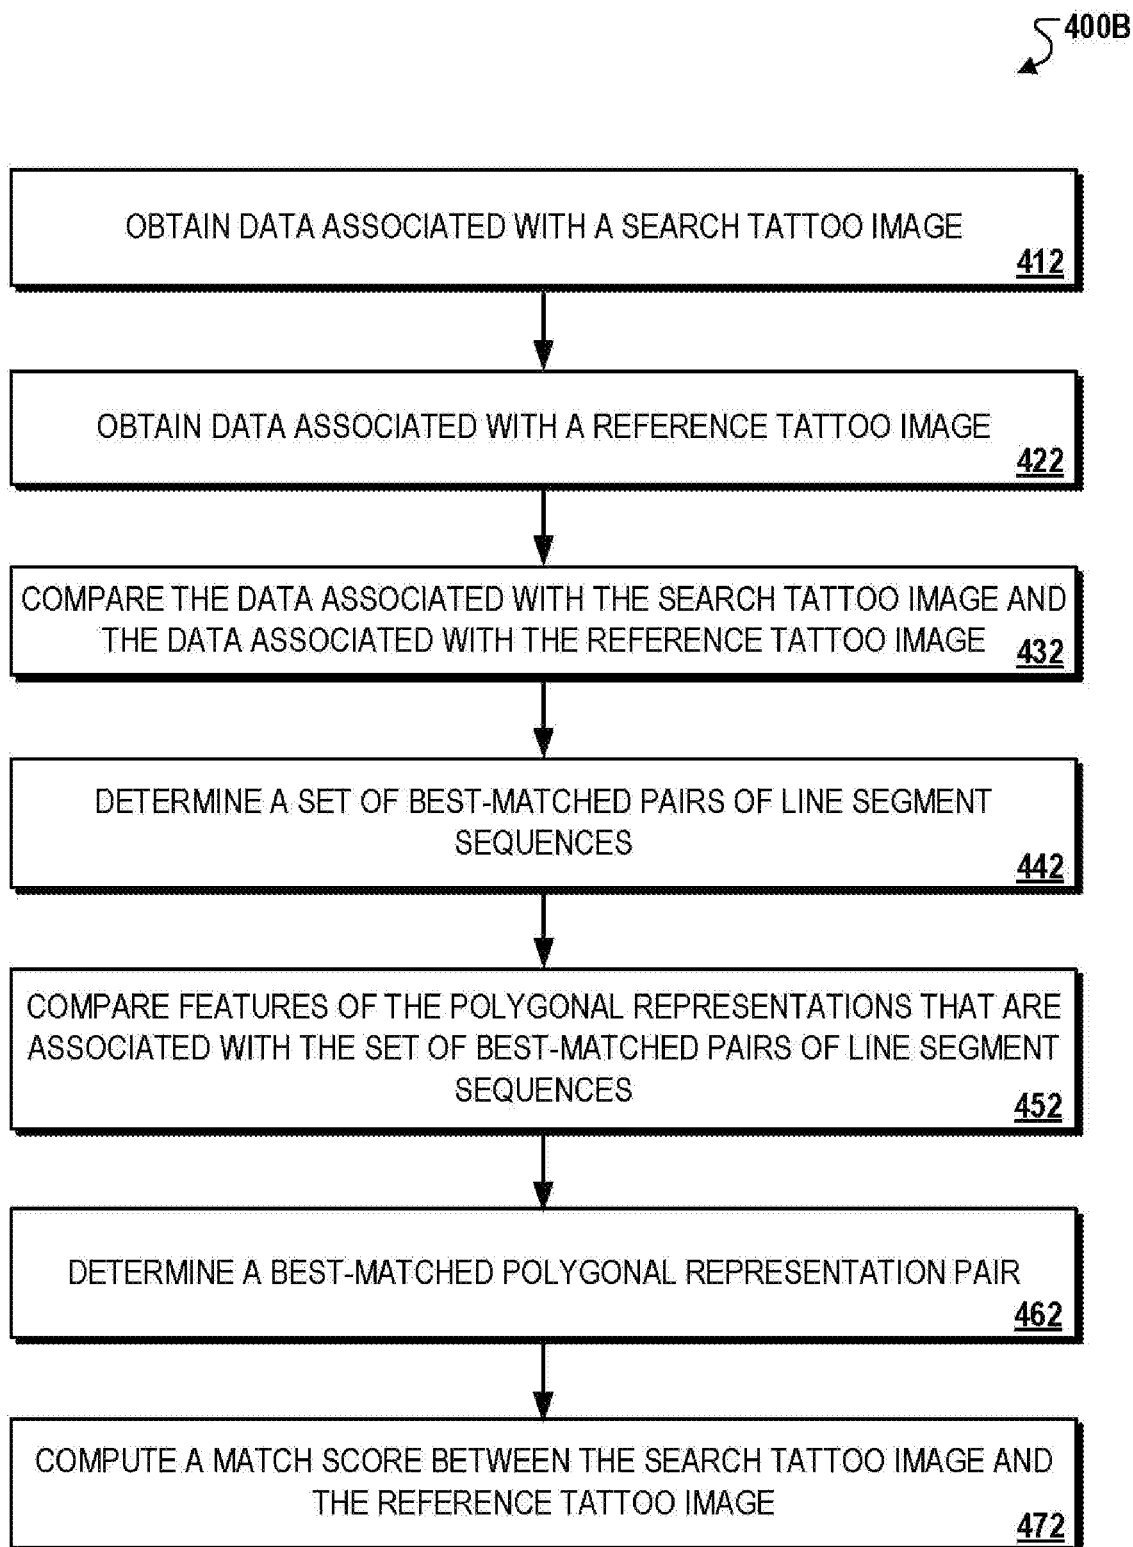 400B
OBTAIN DATA ASSOCIATED WITH A SEARCH TATTOO IMAGE
412
OBTAIN DATA ASSOCIATED WITH A REFERENCE TATTOO IMAGE
422
COMPARE THE DATA ASSOCIATED WITH THE SEARCH TATTOO IMAGE AND
THE DATA ASSOCIATED WITH THE REFERENCE TATTOO IMAGE
432
DETERMINE A SET OF BEST-MATCHED PAIRS OF LINE SEGMENT
SEQUENCES
442
COMPARE FEATURES OF THE POLYGONAL REPRESENTATIONS THAT ARE
ASSOCIATED WITH THE SET OF BEST-MATCHED PAIRS OF LINE SEGMENT
SEQUENCES
452
DETERMINE A BEST-MATCHED POLYGONAL REPRESENTATION PAIR
462
COMPUTE A MATCH SCORE BETWEEN THE SEARCH TATTOO IMAGE AND
THE REFERENCE TATTOO IMAGE
472